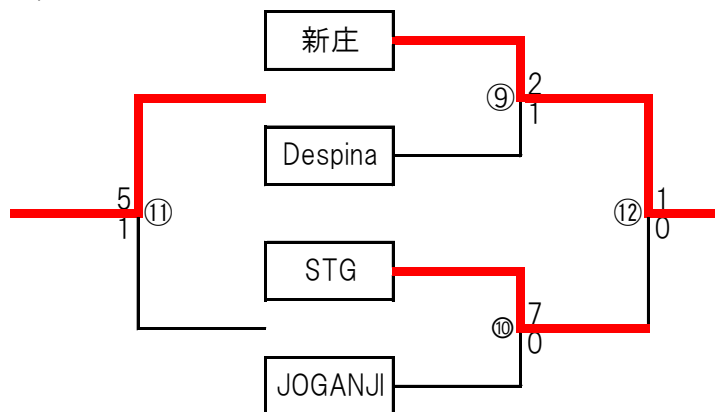 新庄
⑨ 2
1
Despina
5
⑪
1
⑫ 1
0
STG
⑩ 7
0
JOGANJI